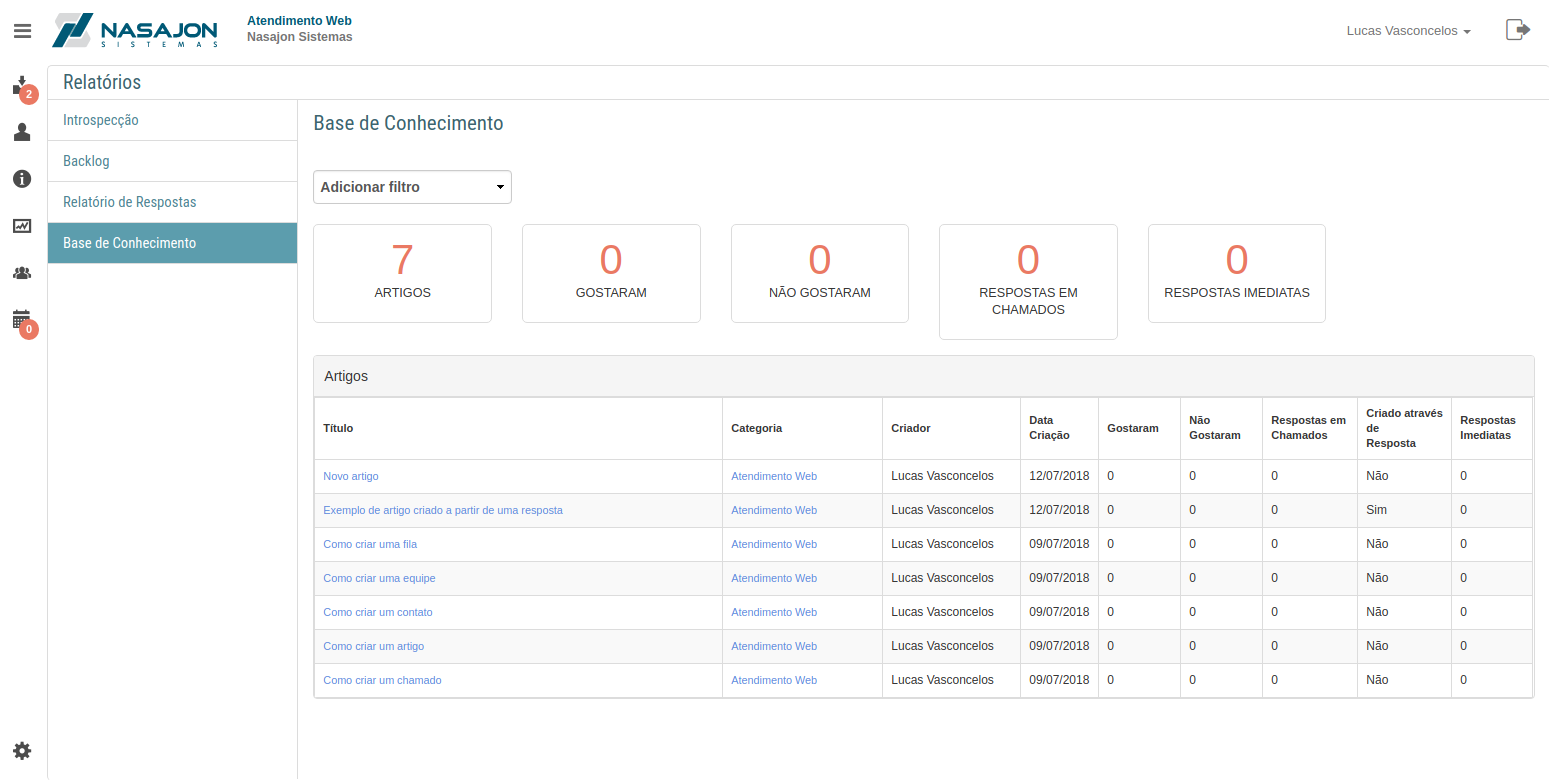 NASAJON
SISTEMAS
Atendimento Web
Nasajon Sistemas
Lucas Vasconcelos
2
0
Relatórios
Introspecção
Backlog
Relatório de Respostas
Base de Conhecimento
Base de Conhecimento
Adicionar filtro
7
ARTIGOS
0
GOSTARAM
0
NÃO GOSTARAM
0
RESPOSTAS EM
CHAMADOS
0
RESPOSTAS IMEDIATAS
Artigos
Título Categoria Criador Data Criação Gostaram Não Gostaram Respostas em Chamados Criado através de Resposta Respostas Imediatas
Novo artigo Atendimento Web Lucas Vasconcelos 12/07/2018 0 0 0 Não 0
Exemplo de artigo criado a partir de uma resposta Atendimento Web Lucas Vasconcelos 12/07/2018 0 0 0 Sim 0
Como criar uma fila Atendimento Web Lucas Vasconcelos 09/07/2018 0 0 0 Não 0
Como criar uma equipe Atendimento Web Lucas Vasconcelos 09/07/2018 0 0 0 Não 0
Como criar um contato Atendimento Web Lucas Vasconcelos 09/07/2018 0 0 0 Não 0
Como criar um artigo Atendimento Web Lucas Vasconcelos 09/07/2018 0 0 0 Não 0
Como criar um chamado Atendimento Web Lucas Vasconcelos 09/07/2018 0 0 0 Não 0